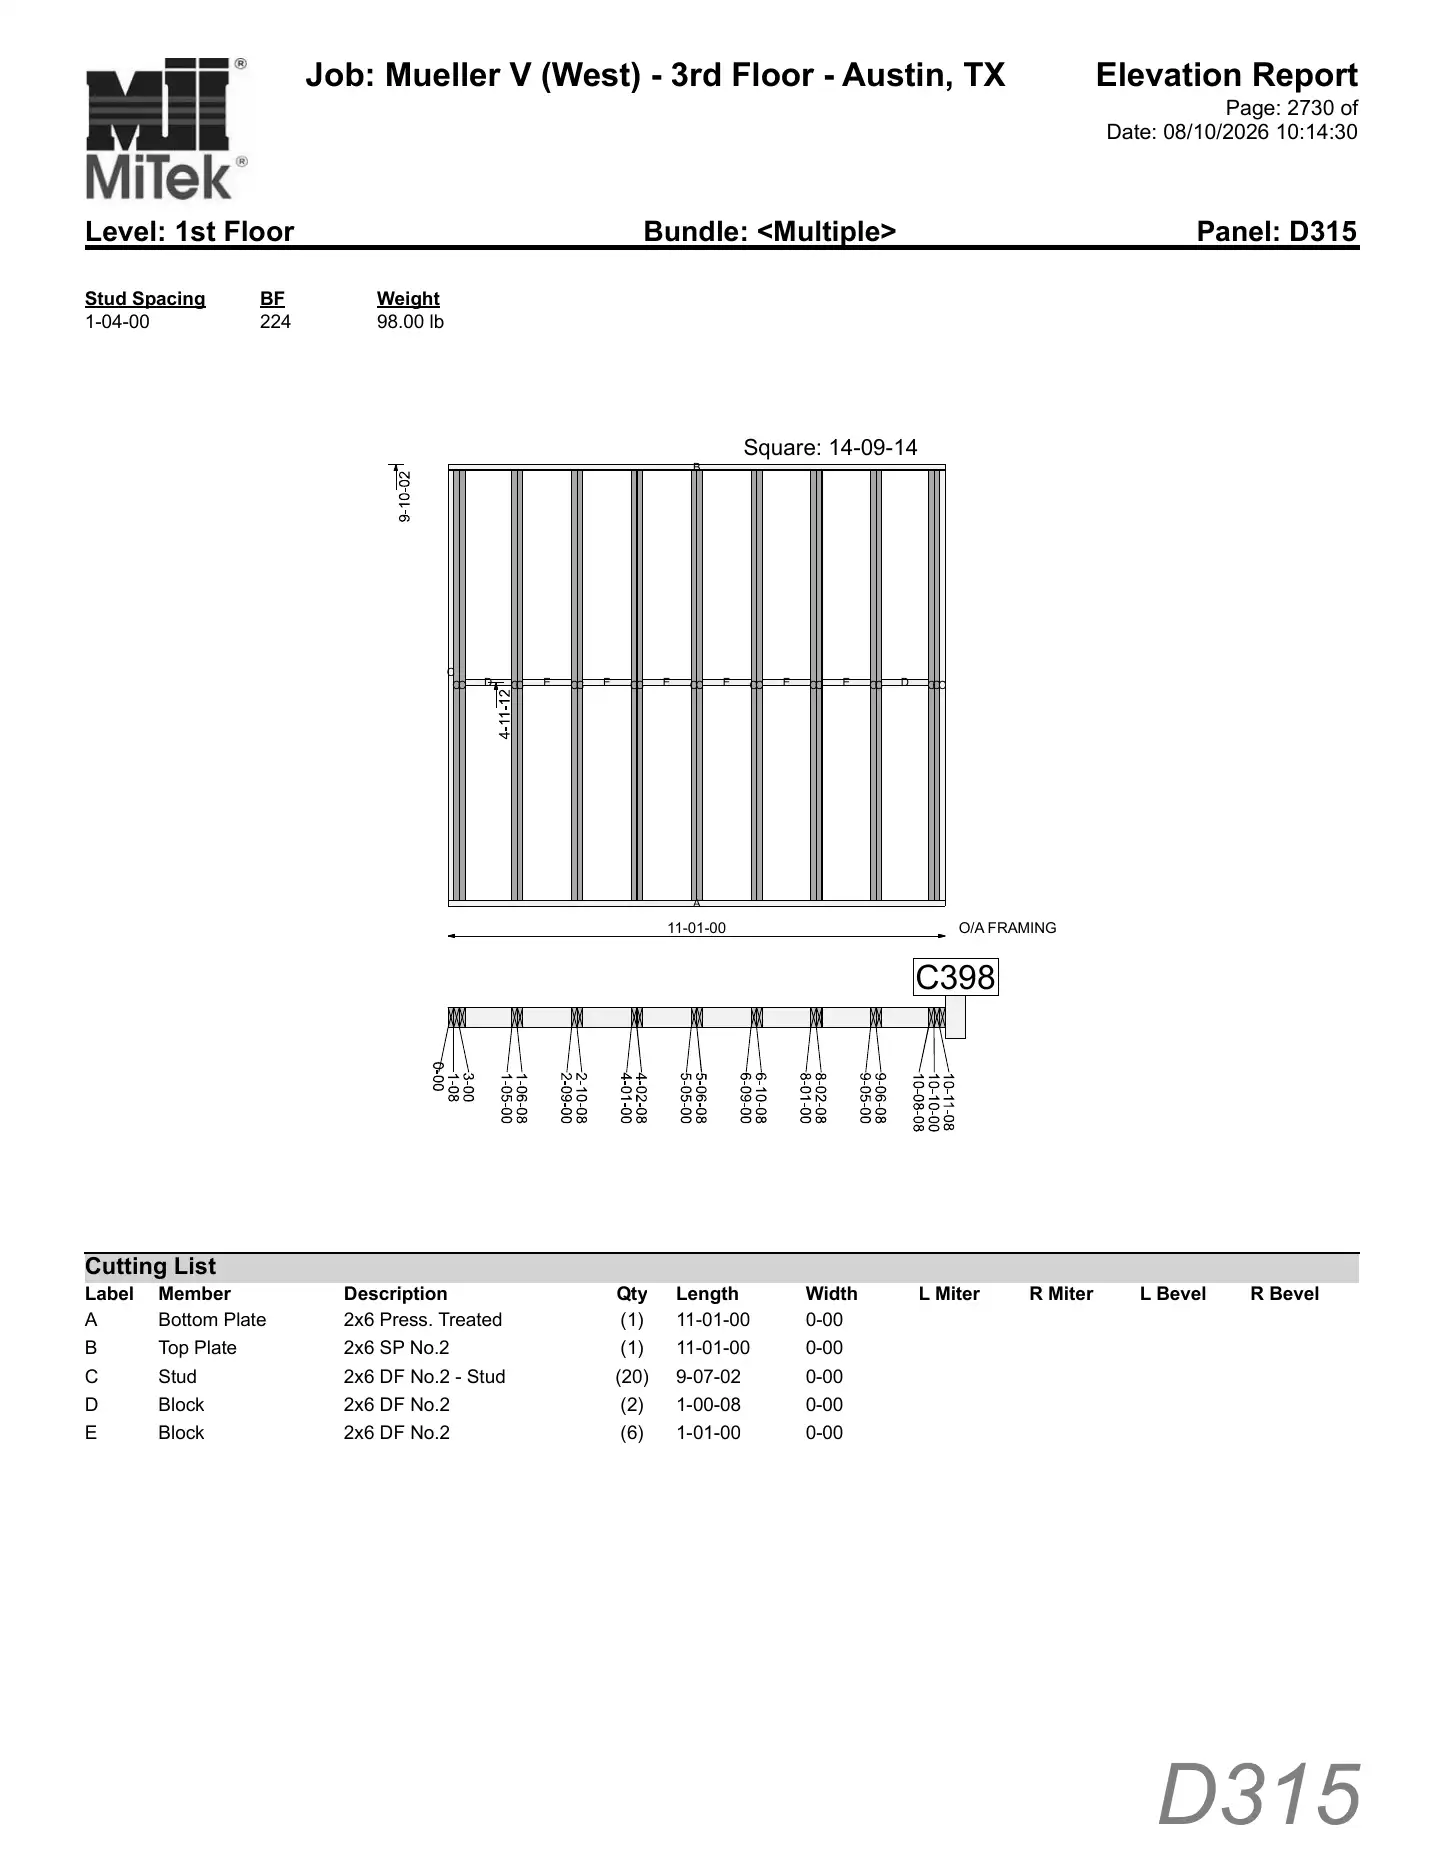 Job: Mueller V (West) - 3rd Floor - Austin, TX
Elevation Report
Page: 2730 of
Date: 08/10/2026 10:14:30
MiTek®
Level: 1st Floor Bundle: <Multiple> Panel: D315
Stud Spacing BF Weight
1-04-00 224 98.00 lb
Square: 14-09-14
B
9-10-02
C
D E E E E E E D
4-11-12
A
11-01-00 O/A FRAMING
C398
0-00 1-08 3-00 1-05-00 1-06-08 2-09-00 2-10-08 4-01-00 4-02-08 5-05-00 5-06-08 6-09-00 6-10-08 8-01-00 8-02-08 9-05-00 9-06-08 10-08-08 10-10-00 10-11-08
Cutting List
Label Member Description Qty Length Width L Miter R Miter L Bevel R Bevel
A Bottom Plate 2x6 Press. Treated (1) 11-01-00 0-00
B Top Plate 2x6 SP No.2 (1) 11-01-00 0-00
C Stud 2x6 DF No.2 - Stud (20) 9-07-02 0-00
D Block 2x6 DF No.2 (2) 1-00-08 0-00
E Block 2x6 DF No.2 (6) 1-01-00 0-00
D315